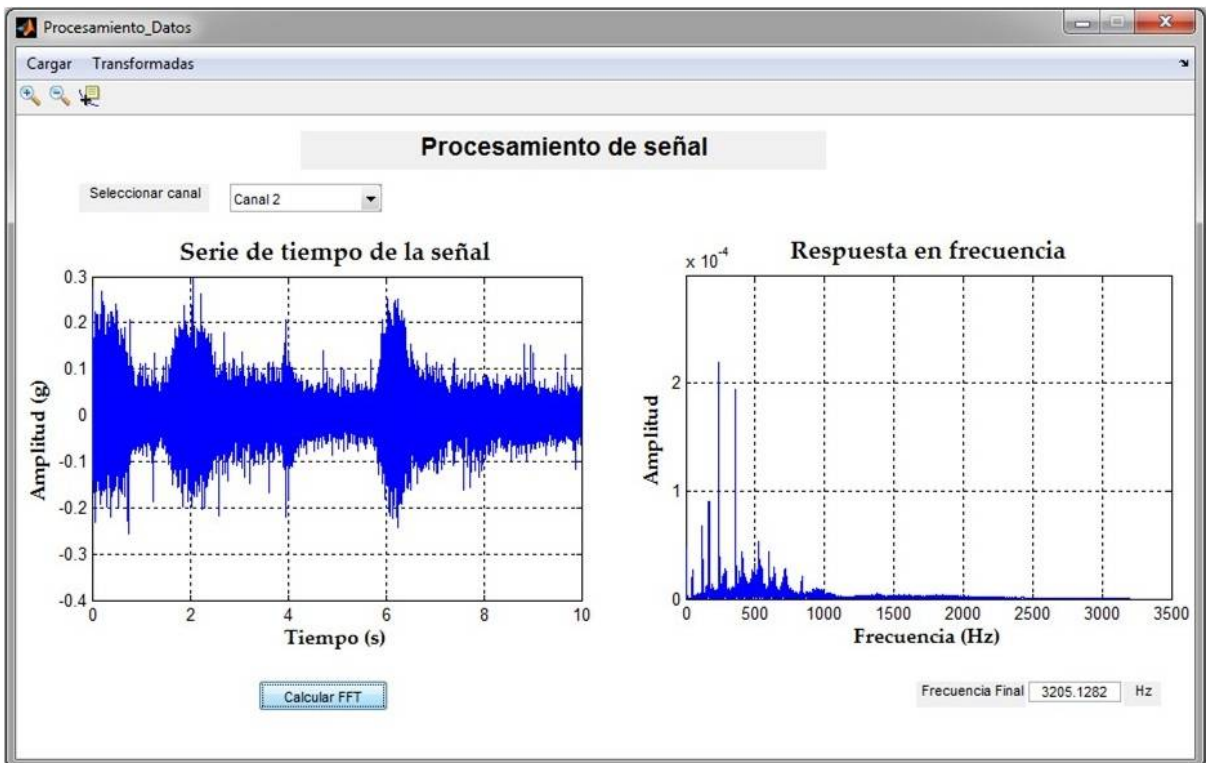 Procesamiento_Datos
Cargar Transformadas
Procesamiento de señal
Seleccionar canal
Canal 2
Serie de tiempo de la señal
Amplitud (g)
0.3
0.2
0.1
0
-0.1
-0.2
-0.3
-0.4
0 2 4 6 8 10
Tiempo (s)
Respuesta en frecuencia
x 10-4
Amplitud
2
1
0
0 500 1000 1500 2000 2500 3000 3500
Frecuencia (Hz)
Calcular FFT
Frecuencia Final 3205.1282 Hz